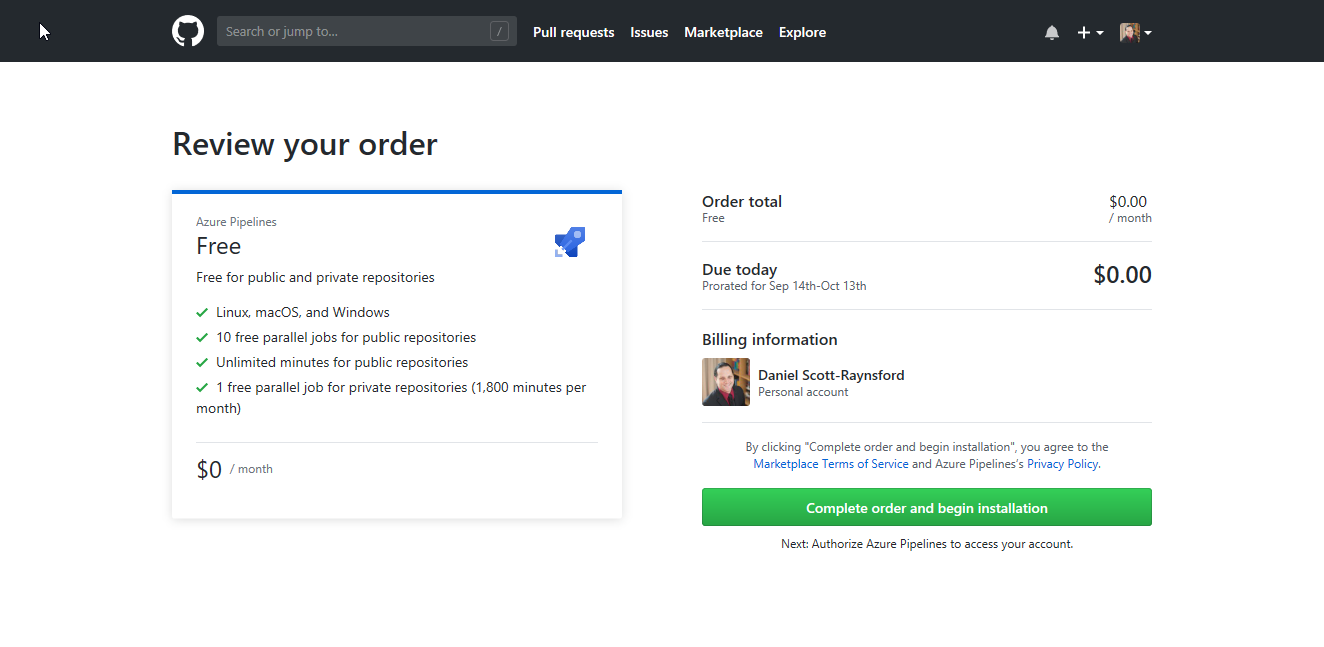 Search or jump to... /
Pull requests Issues Marketplace Explore
Review your order
Azure Pipelines
Free
Free for public and private repositories
Linux, macOS, and Windows
10 free parallel jobs for public repositories
Unlimited minutes for public repositories
1 free parallel job for private repositories (1,800 minutes per
month)
$0 / month
Order total $0.00
Free / month
Due today $0.00
Prorated for Sep 14th-Oct 13th
Billing information
Daniel Scott-Raynsford
Personal account
By clicking "Complete order and begin installation", you agree to the
Marketplace Terms of Service and Azure Pipelines's Privacy Policy.
Complete order and begin installation
Next: Authorize Azure Pipelines to access your account.